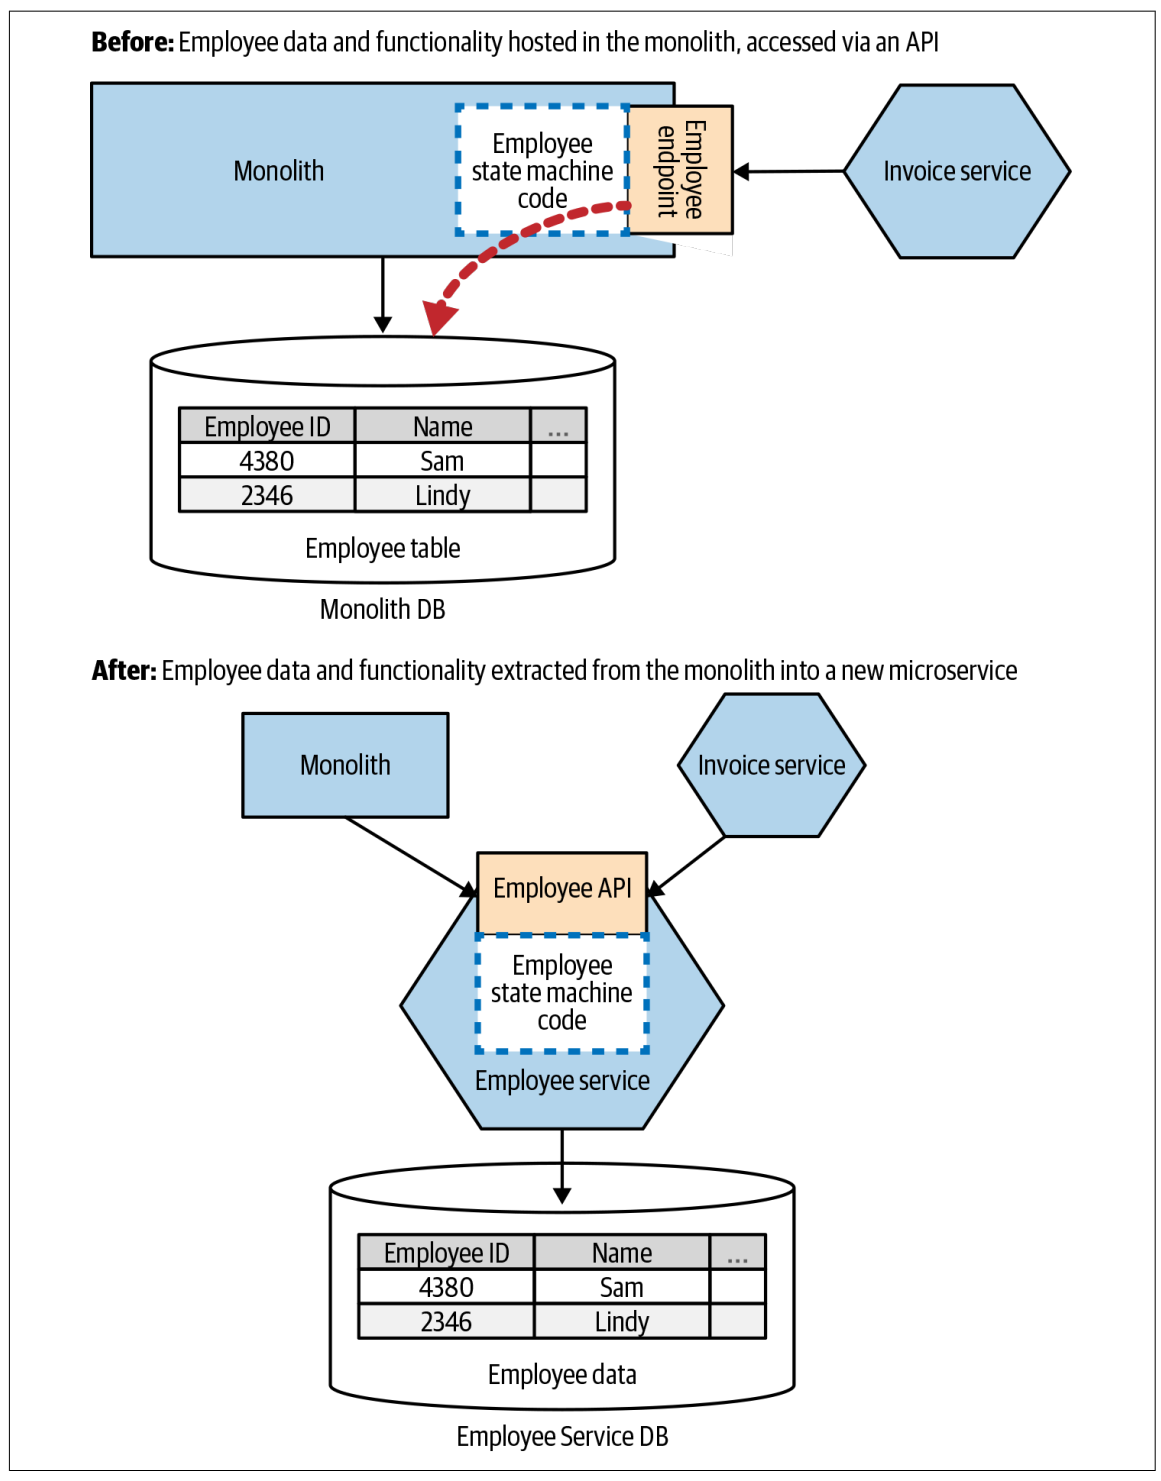 Before: Employee data and functionality hosted in the monolith, accessed via an API
Monolith
Employee
state machine
code
Employee
endpoint
Invoice service
Employee ID Name ...
4380 Sam
2346 Lindy
Employee table
Monolith DB
After: Employee data and functionality extracted from the monolith into a new microservice
Monolith
Invoice service
Employee API
Employee
state machine
code
Employee service
Employee ID Name ...
4380 Sam
2346 Lindy
Employee data
Employee Service DB